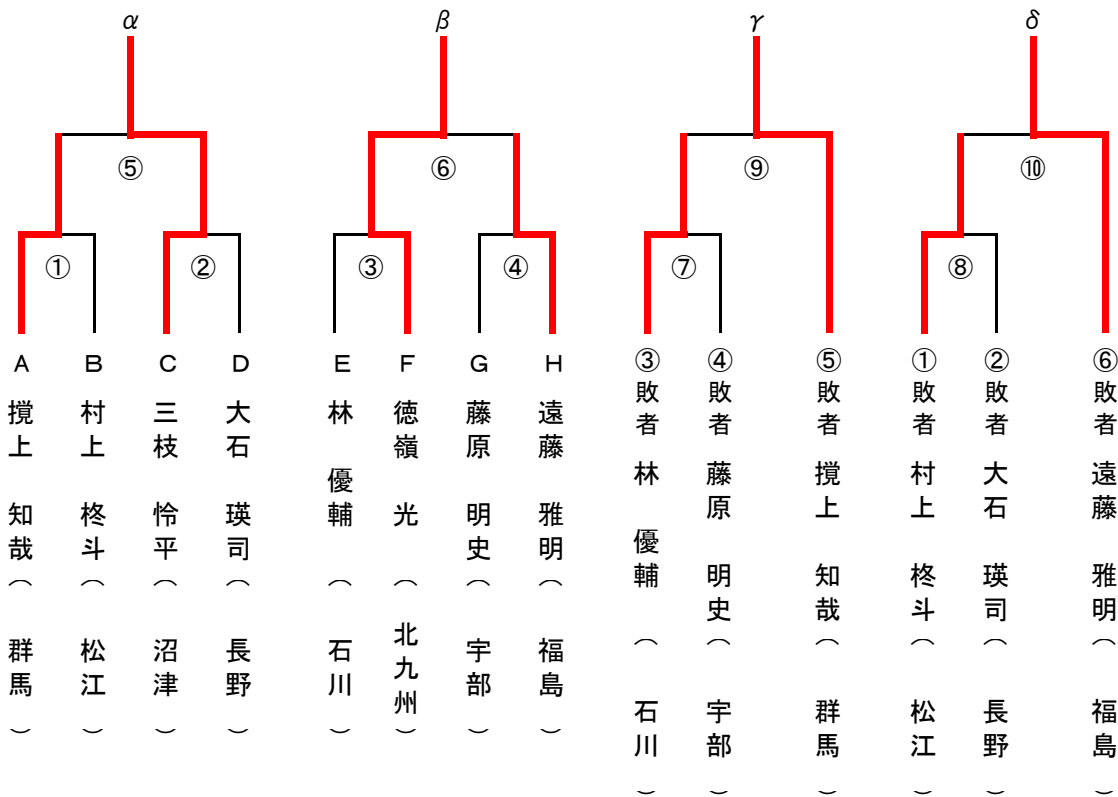 α β γ δ
⑤ ⑥ ⑨ ⑩
① ② ③ ④ ⑦ ⑧
A 撹上 知哉（群馬）
B 村上 柊斗（松江）
C 三枝 怜平（沼津）
D 大石 瑛司（長野）
E 林 優輔（石川）
F 徳嶺 光（北九州）
G 藤原 明史（宇部）
H 遠藤 雅明（福島）
③敗者 林 優輔（石川）
④敗者 藤原 明史（宇部）
⑤敗者 撹上 知哉（群馬）
①敗者 村上 柊斗（松江）
②敗者 大石 瑛司（長野）
⑥敗者 遠藤 雅明（福島）